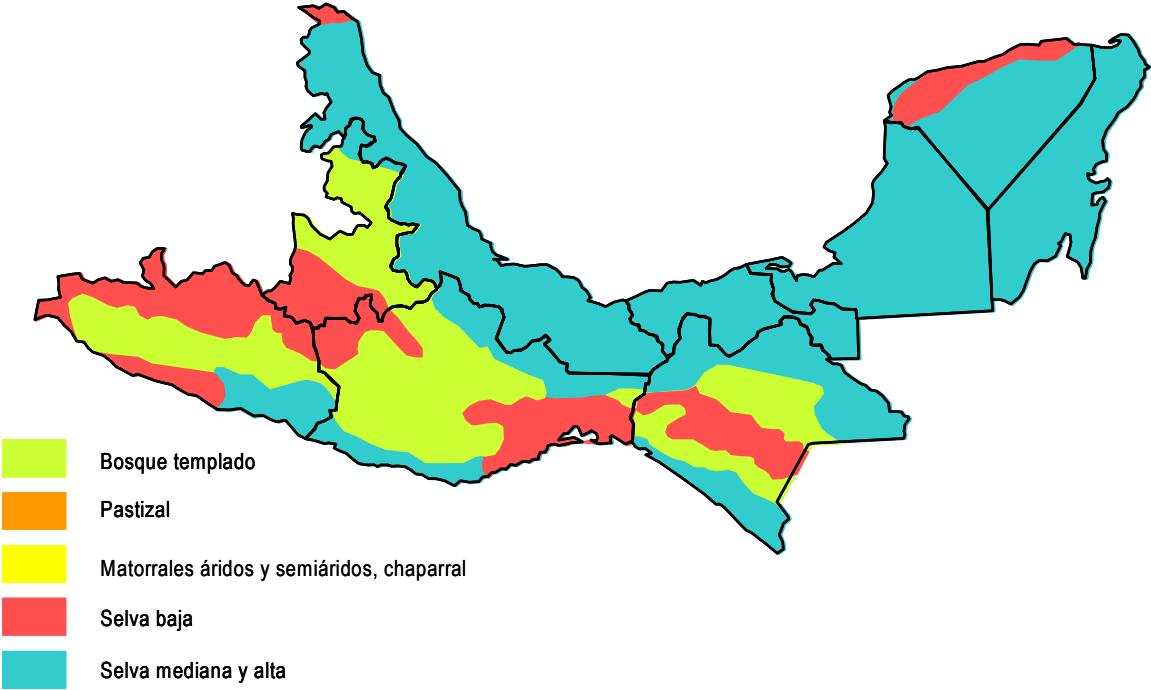 Bosque templado
Pastizal
Matorrales áridos y semiáridos, chaparral
Selva baja
Selva mediana y alta